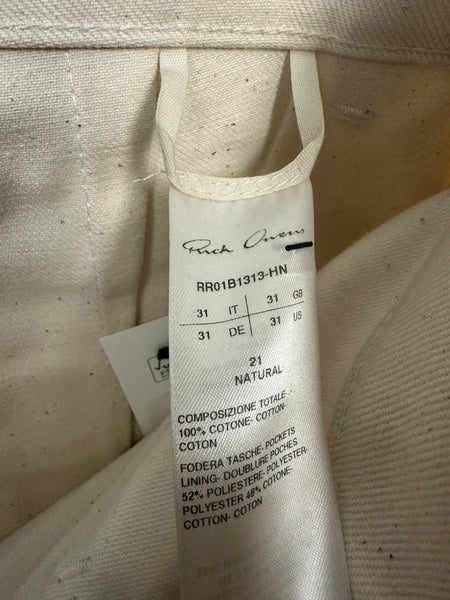 Rick Owens
RR01B1313-HN
31 IT 31 GB
31 DE 31 US
21
NATURAL
COMPOSIZIONE TOTALE -
100% COTONE- COTTON-
COTON
FODERA TASCHE- POCKETS
LINING- DOUBLURE POCHES
52% POLIESTERE- POLYESTER-
POLYESTER 48% COTONE-
COTTON- COTON